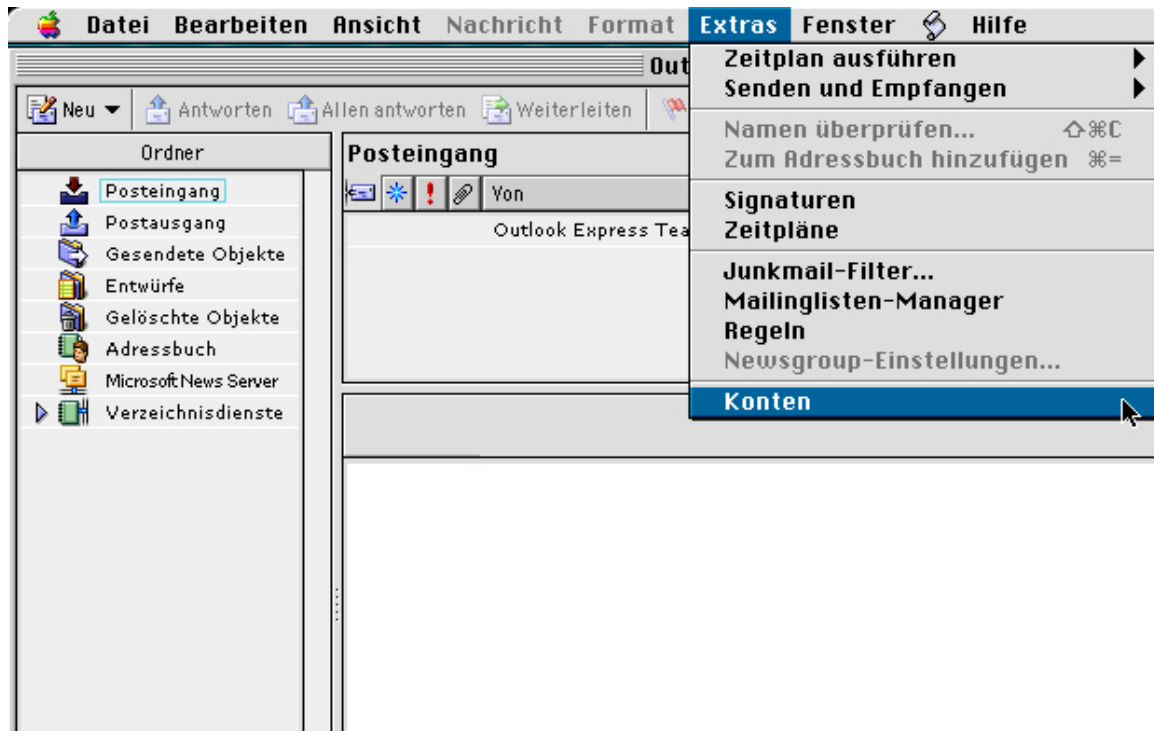 Datei Bearbeiten Ansicht Nachricht Format Extras Fenster Hilfe
Out
Neu Antworten Allen antworten Weiterleiten
Ordner
Posteingang
Postausgang
Gesendete Objekte
Entwürfe
Gelöschte Objekte
Adressbuch
Microsoft News Server
Verzeichnisdienste
Posteingang
Von
Outlook Express Tea
Zeitplan ausführen
Senden und Empfangen
Namen überprüfen... ⇧⌘C
Zum Adressbuch hinzufügen ⌘=
Signaturen
Zeitpläne
Junkmail-Filter...
Mailinglisten-Manager
Regeln
Newsgroup-Einstellungen...
Konten